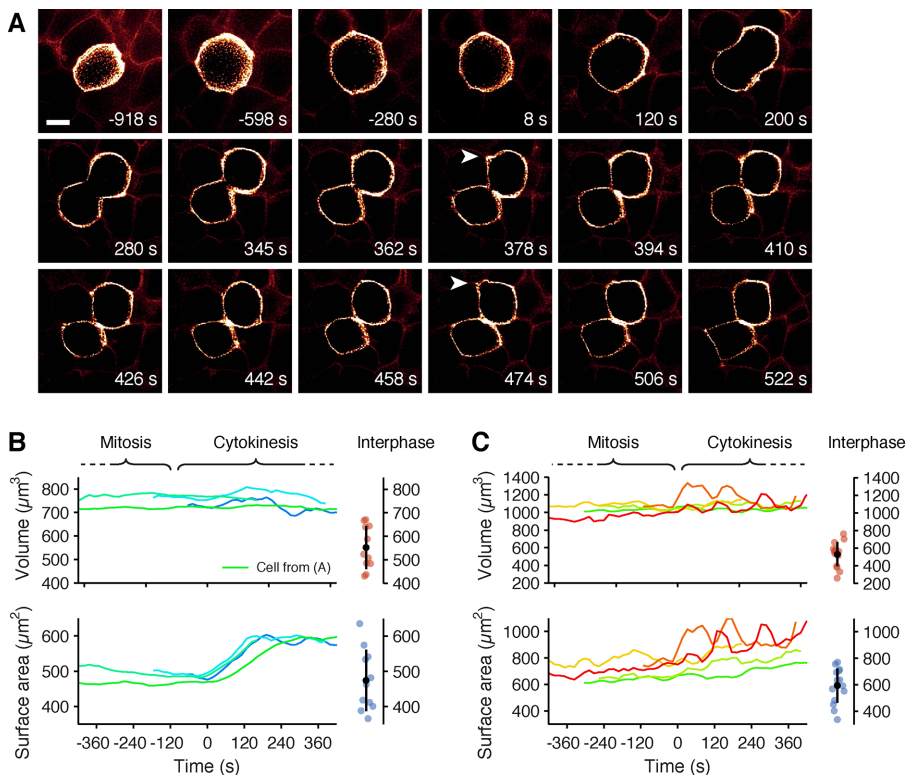 A
-918 s -598 s -280 s 8 s 120 s 200 s
280 s 345 s 362 s 378 s 394 s 410 s
426 s 442 s 458 s 474 s 506 s 522 s
B
Mitosis Cytokinesis Interphase
Volume (µm³)
800
700
600
500
400
800
700
600
500
400
Cell from (A)
Surface area (µm²)
600
500
400
600
500
400
-360 -240 -120 0 120 240 360
Time (s)
C
Mitosis Cytokinesis Interphase
Volume (µm³)
1400
1200
1000
800
600
400
200
1400
1200
1000
800
600
400
200
Surface area (µm²)
1000
800
600
400
1000
800
600
400
-360 -240 -120 0 120 240 360
Time (s)